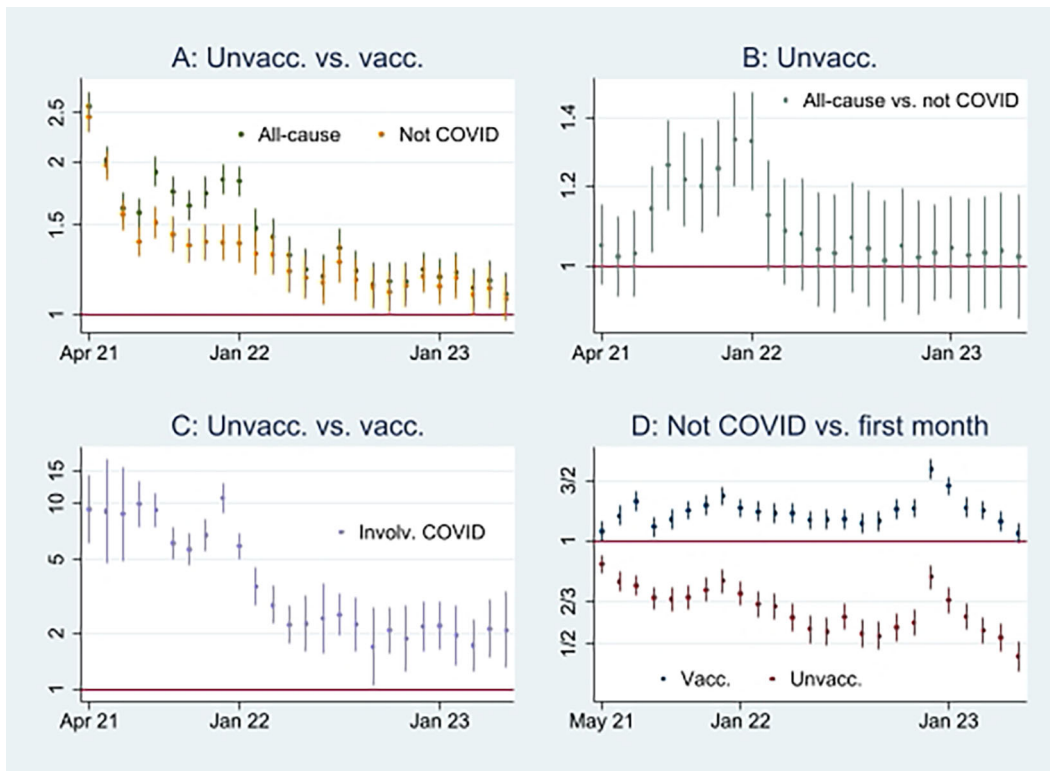 A: Unvacc. vs. vacc.
2.5
2
1.5
1
All-cause
Not COVID
Apr 21
Jan 22
Jan 23
B: Unvacc.
1.4
1.2
1
All-cause vs. not COVID
Apr 21
Jan 22
Jan 23
C: Unvacc. vs. vacc.
15
10
5
2
1
Involv. COVID
Apr 21
Jan 22
Jan 23
D: Not COVID vs. first month
3/2
1
2/3
1/2
Vacc.
Unvacc.
May 21
Jan 22
Jan 23